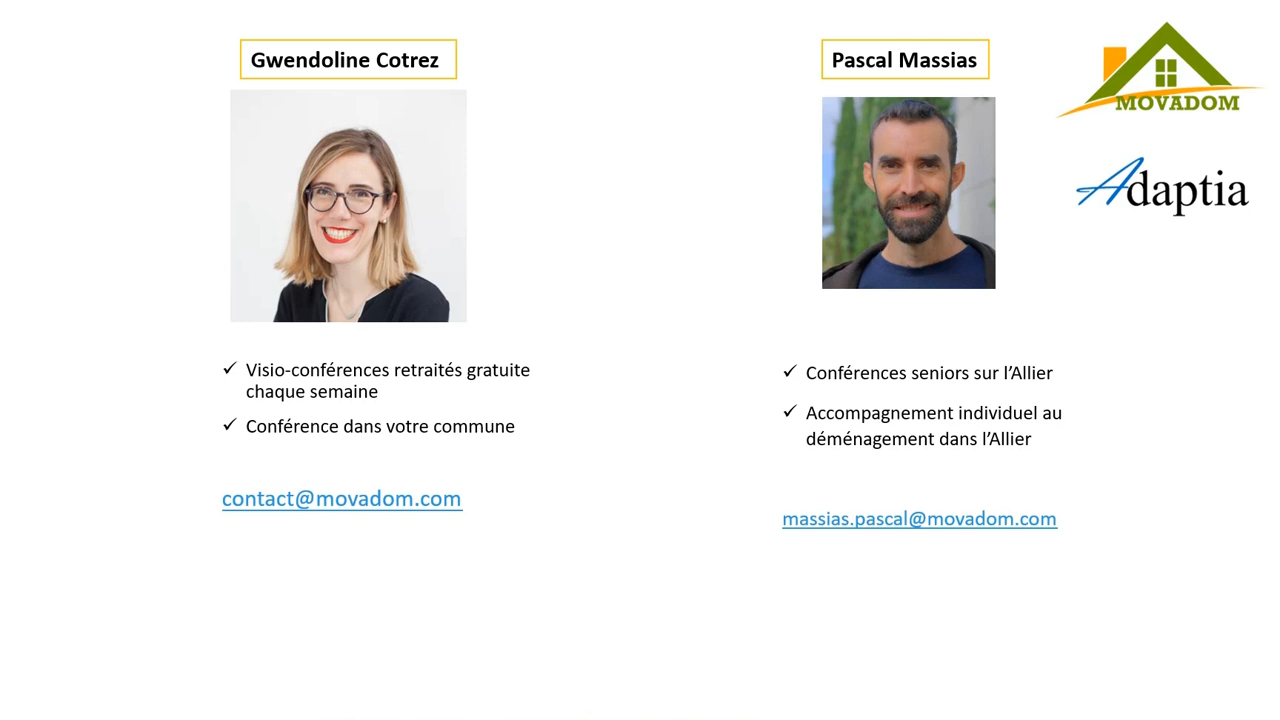 Gwendoline Cotrez
Pascal Massias
MOVADOM
Adaptia
✓ Visio-conférences retraités gratuite
chaque semaine
✓ Conférence dans votre commune
contact@movadom.com
✓ Conférences seniors sur l’Allier
✓ Accompagnement individuel au
déménagement dans l’Allier
massias.pascal@movadom.com